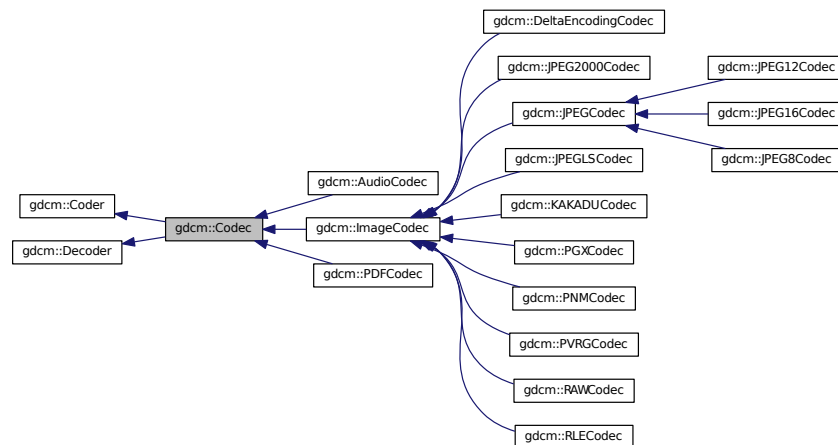 gdcm::DeltaEncodingCodec
gdcm::JPEG2000Codec
gdcm::JPEG12Codec
gdcm::JPEGCodec
gdcm::JPEG16Codec
gdcm::JPEGLSCodec
gdcm::JPEG8Codec
gdcm::AudioCodec
gdcm::Coder
gdcm::KAKADUCodec
gdcm::Codec
gdcm::ImageCodec
gdcm::Decoder
gdcm::PGXCodec
gdcm::PDFCodec
gdcm::PNMCodec
gdcm::PVRGCodec
gdcm::RAWCodec
gdcm::RLECodec